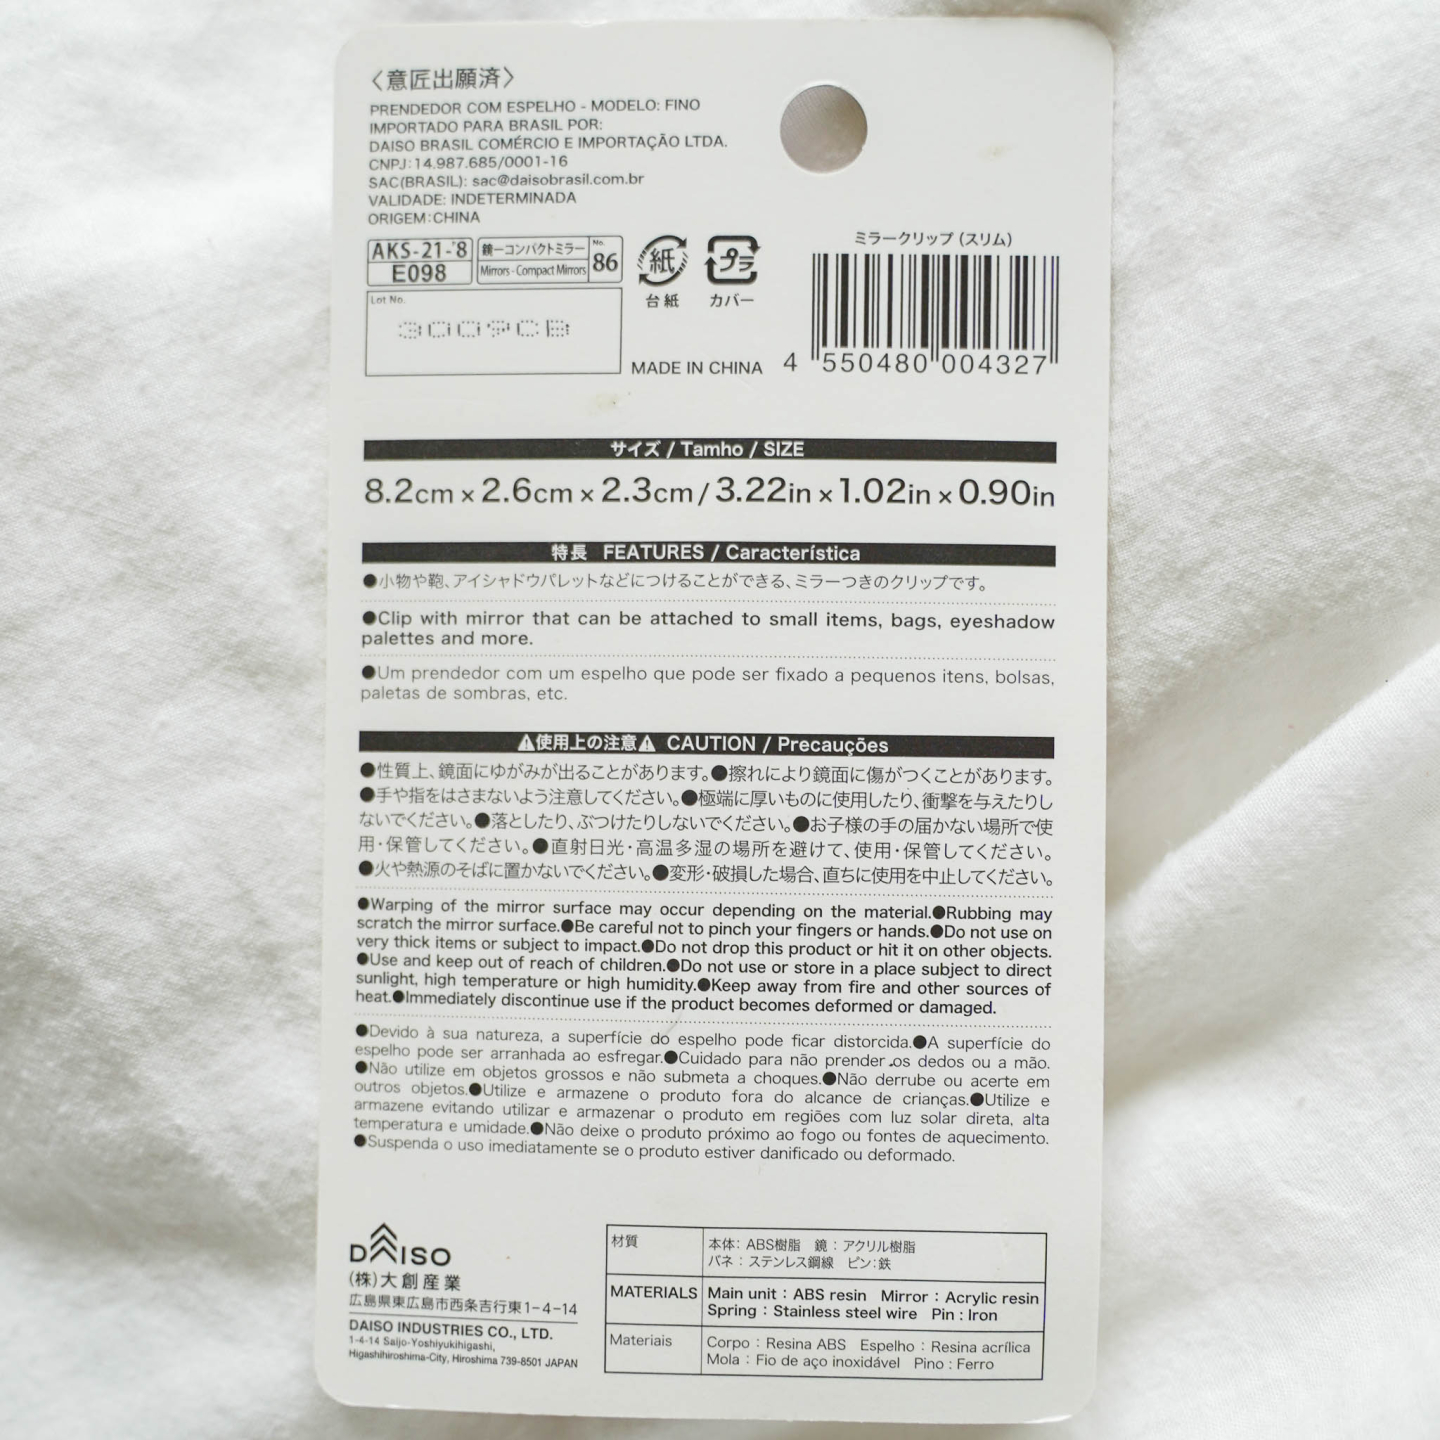 〈意匠出願済〉
PRENDEDOR COM ESPELHO - MODELO: FINO
IMPORTADO PARA BRASIL POR:
DAISO BRASIL COMÉRCIO E IMPORTAÇÃO LTDA.
CNPJ:14.987.685/0001-16
SAC(BRASIL): sac@daisobrasil.com.br
VALIDADE: INDETERMINADA
ORIGEM:CHINA
AKS-21-'8
E098
鏡ーコンパクトミラー
Mirrors - Compact Mirrors
No.
86
紙
台紙
プラ
カバー
ミラークリップ(スリム)
Lot No.
MADE IN CHINA
4 550480 004327
サイズ / Tamho / SIZE
8.2cm × 2.6cm × 2.3cm / 3.22in × 1.02in × 0.90in
特長 FEATURES / Característica
●小物や鞄、アイシャドウパレットなどにつけることができる、ミラーつきのクリップです。
●Clip with mirror that can be attached to small items, bags, eyeshadow
palettes and more.
●Um prendedor com um espelho que pode ser fixado a pequenos itens, bolsas,
paletas de sombras, etc.
⚠使用上の注意⚠ CAUTION / Precauções
●性質上、鏡面にゆがみが出ることがあります。●擦れにより鏡面に傷がつくことがあります。
●手や指をはさまないよう注意してください。●極端に厚いものに使用したり、衝撃を与えたりし
ないでください。●落としたり、ぶつけたりしないでください。●お子様の手の届かない場所で使
用・保管してください。●直射日光・高温多湿の場所を避けて、使用・保管してください。
●火や熱源のそばに置かないでください。●変形・破損した場合、直ちに使用を中止してください。
●Warping of the mirror surface may occur depending on the material.●Rubbing may
scratch the mirror surface.●Be careful not to pinch your fingers or hands.●Do not use on
very thick items or subject to impact.●Do not drop this product or hit it on other objects.
●Use and keep out of reach of children.●Do not use or store in a place subject to direct
sunlight, high temperature or high humidity.●Keep away from fire and other sources of
heat.●Immediately discontinue use if the product becomes deformed or damaged.
●Devido à sua natureza, a superfície do espelho pode ficar distorcida.●A superfície do
espelho pode ser arranhada ao esfregar.●Cuidado para não prender os dedos ou a mão.
●Não utilize em objetos grossos e não submeta a choques.●Não derrube ou acerte em
outros objetos.●Utilize e armazene o produto fora do alcance de crianças.●Utilize e
armazene evitando utilizar e armazenar o produto em regiões com luz solar direta, alta
temperatura e umidade.●Não deixe o produto próximo ao fogo ou fontes de aquecimento.
●Suspenda o uso imediatamente se o produto estiver danificado ou deformado.
DAISO
(株)大創産業
広島県東広島市西条吉行東1-4-14
DAISO INDUSTRIES CO., LTD.
1-4-14 Saijo-Yoshiyukihigashi,
Higashihiroshima-City, Hiroshima 739-8501 JAPAN
材質
本体：ABS樹脂 鏡：アクリル樹脂
バネ：ステンレス鋼線 ピン：鉄
MATERIALS
Main unit : ABS resin Mirror : Acrylic resin
Spring : Stainless steel wire Pin : Iron
Materiais
Corpo : Resina ABS Espelho : Resina acrílica
Mola : Fio de aço inoxidável Pino : Ferro